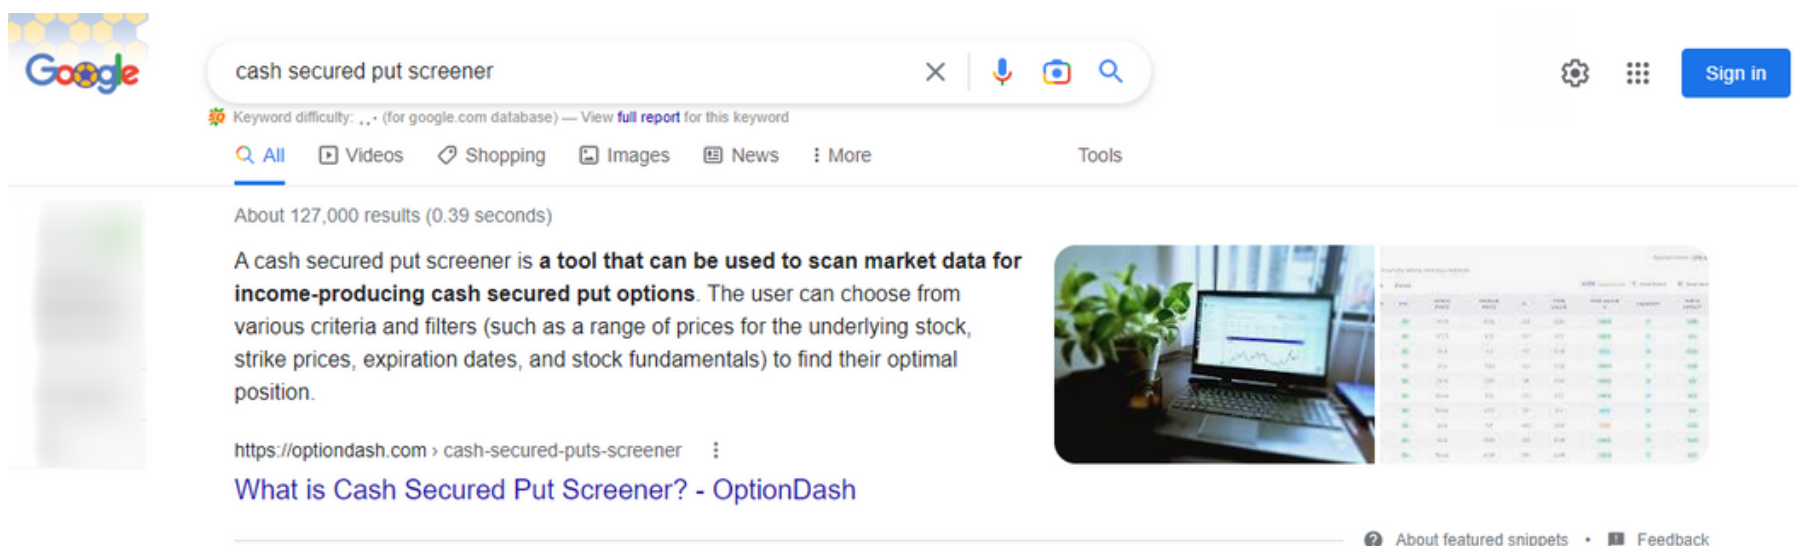 Google
cash secured put screener
Sign in
Keyword difficulty: (for google.com database) — View full report for this keyword
All Videos Shopping Images News More Tools
About 127,000 results (0.39 seconds)
A cash secured put screener is a tool that can be used to scan market data for
income-producing cash secured put options. The user can choose from
various criteria and filters (such as a range of prices for the underlying stock,
strike prices, expiration dates, and stock fundamentals) to find their optimal
position.
https://optiondash.com › cash-secured-puts-screener
What is Cash Secured Put Screener? - OptionDash
About featured snippets • Feedback